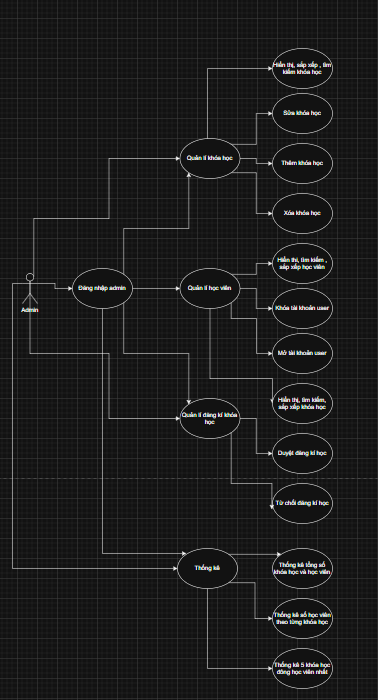 Hiển thị, sắp xếp, tìm
kiếm khóa học
Sửa khóa học
Quản lí khóa học
Thêm khóa học
Xóa khóa học
Hiển thị, tìm kiếm,
sắp xếp học viên
Admin
Đăng nhập admin
Quản lí học viên
Khóa tài khoản user
Mở tài khoản user
Hiển thị, tìm kiếm,
sắp xếp khóa học
Quản lí đăng kí khóa
học
Duyệt đăng kí học
Từ chối đăng kí học
Thống kê
Thống kê tổng số
khóa học và học viên
Thống kê số học viên
theo từng khóa học
Thống kê 5 khóa học
đông học viên nhất